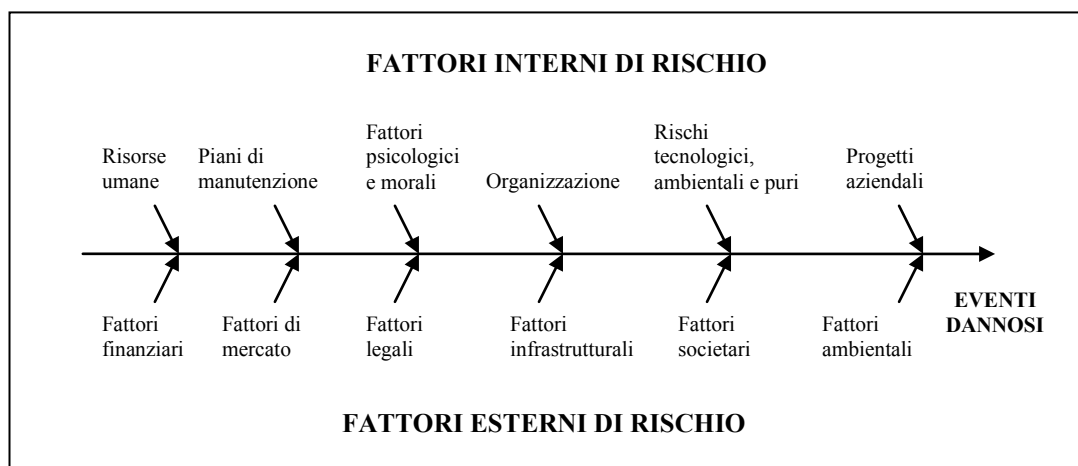 FATTORI INTERNI DI RISCHIO
Risorse
umane
Piani di
manutenzione
Fattori
psicologici
e morali
Organizzazione
Rischi
tecnologici,
ambientali e puri
Progetti
aziendali
EVENTI
DANNOSI
Fattori
finanziari
Fattori di
mercato
Fattori
legali
Fattori
infrastrutturali
Fattori
societari
Fattori
ambientali
FATTORI ESTERNI DI RISCHIO